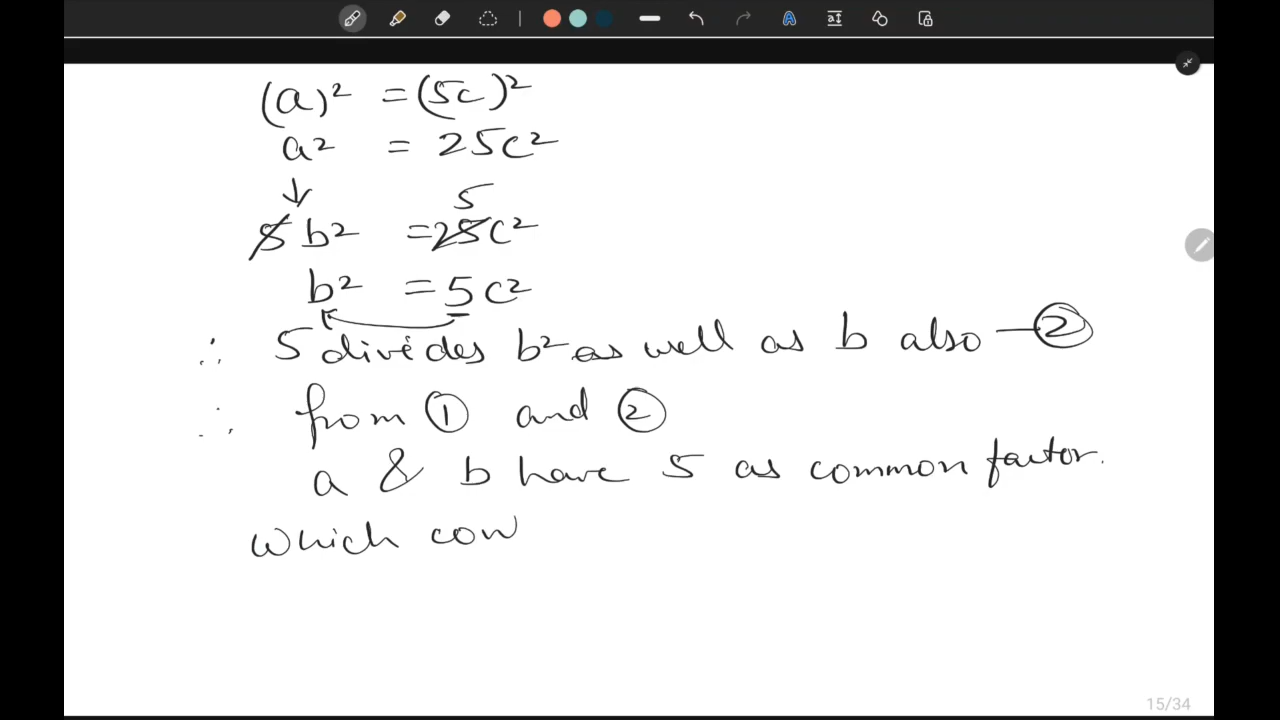 (a)² = (5c)²
a² = 25c²
↓ 5
5b² = 25c²
b² = 5c²
∴ 5 divides b² as well as b also — ②
∴ from ① and ②
a & b have 5 as common factor.
which con
15/34